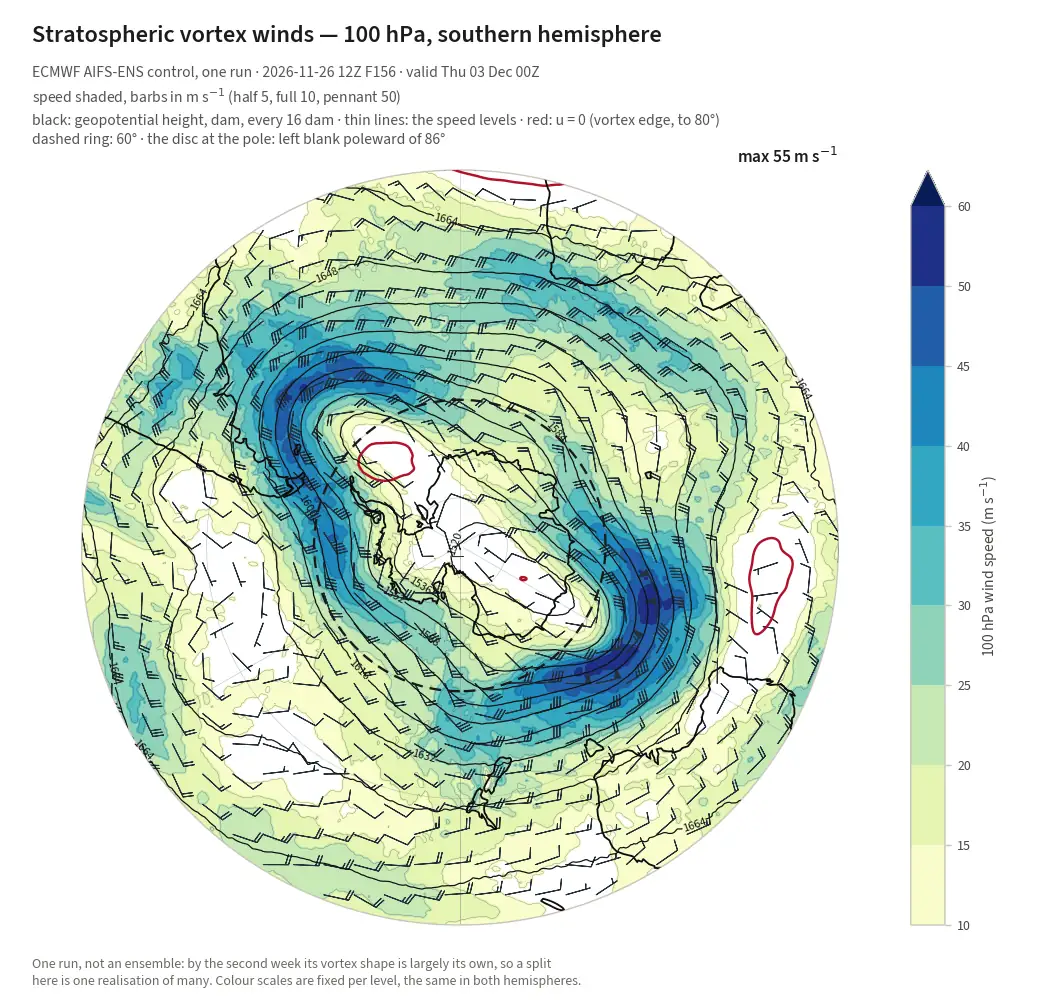 Stratospheric vortex winds — 100 hPa, southern hemisphere
ECMWF AIFS-ENS control, one run · 2026-11-26 12Z F156 · valid Thu 03 Dec 00Z
speed shaded, barbs in m s⁻¹ (half 5, full 10, pennant 50)
black: geopotential height, dam, every 16 dam · thin lines: the speed levels · red: u = 0 (vortex edge, to 80°)
dashed ring: 60° · the disc at the pole: left blank poleward of 86°
max 55 m s⁻¹
1664
1648
1664
1664
1520
1536
1632
1664
1664
60
50
45
40
35
30
25
20
15
10
100 hPa wind speed (m s⁻¹)
One run, not an ensemble: by the second week its vortex shape is largely its own, so a split
here is one realisation of many. Colour scales are fixed per level, the same in both hemispheres.